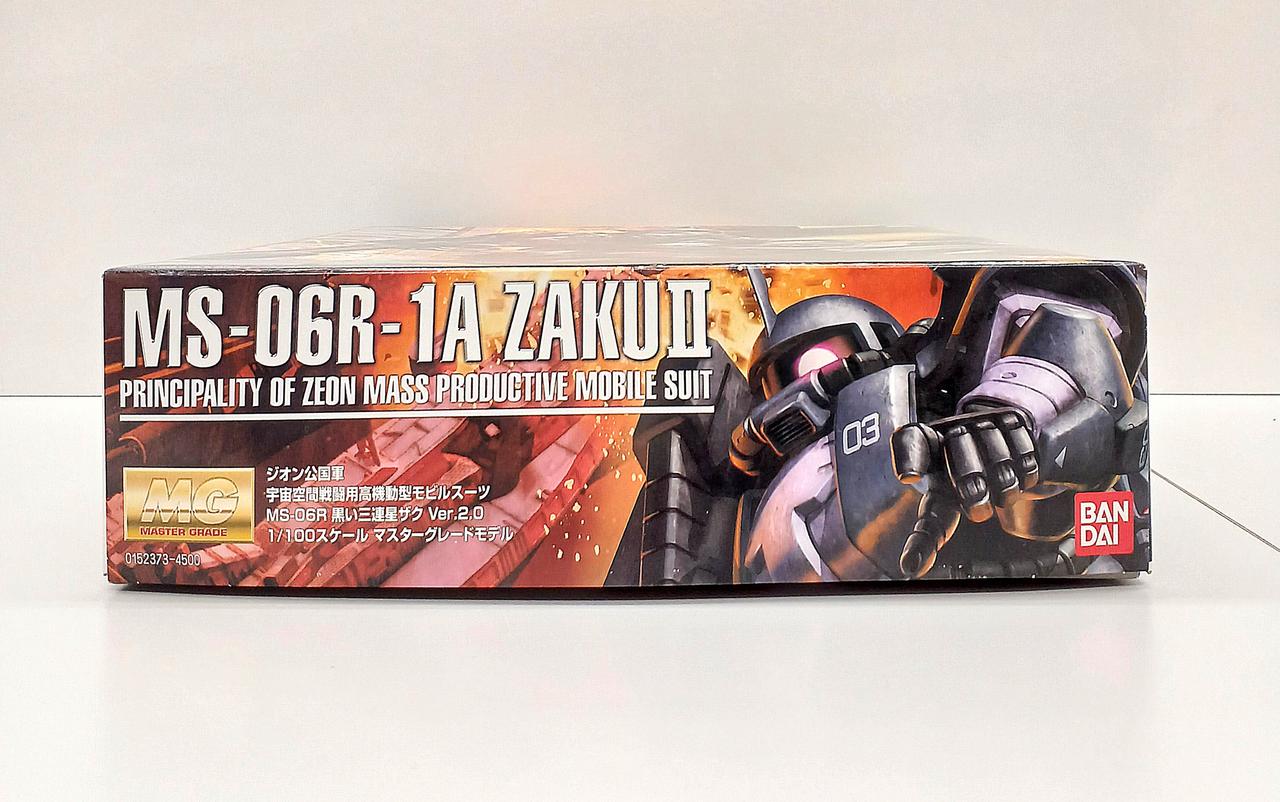 MS-06R-1A ZAKUII
PRINCIPALITY OF ZEON MASS PRODUCTIVE MOBILE SUIT
MG
MASTER GRADE
ジオン公国軍
宇宙空間戦闘用高機動型モビルスーツ
MS-06R 黒い三連星ザク Ver.2.0
1/100スケール マスターグレードモデル
0152373-4500
03
BAN
DAI